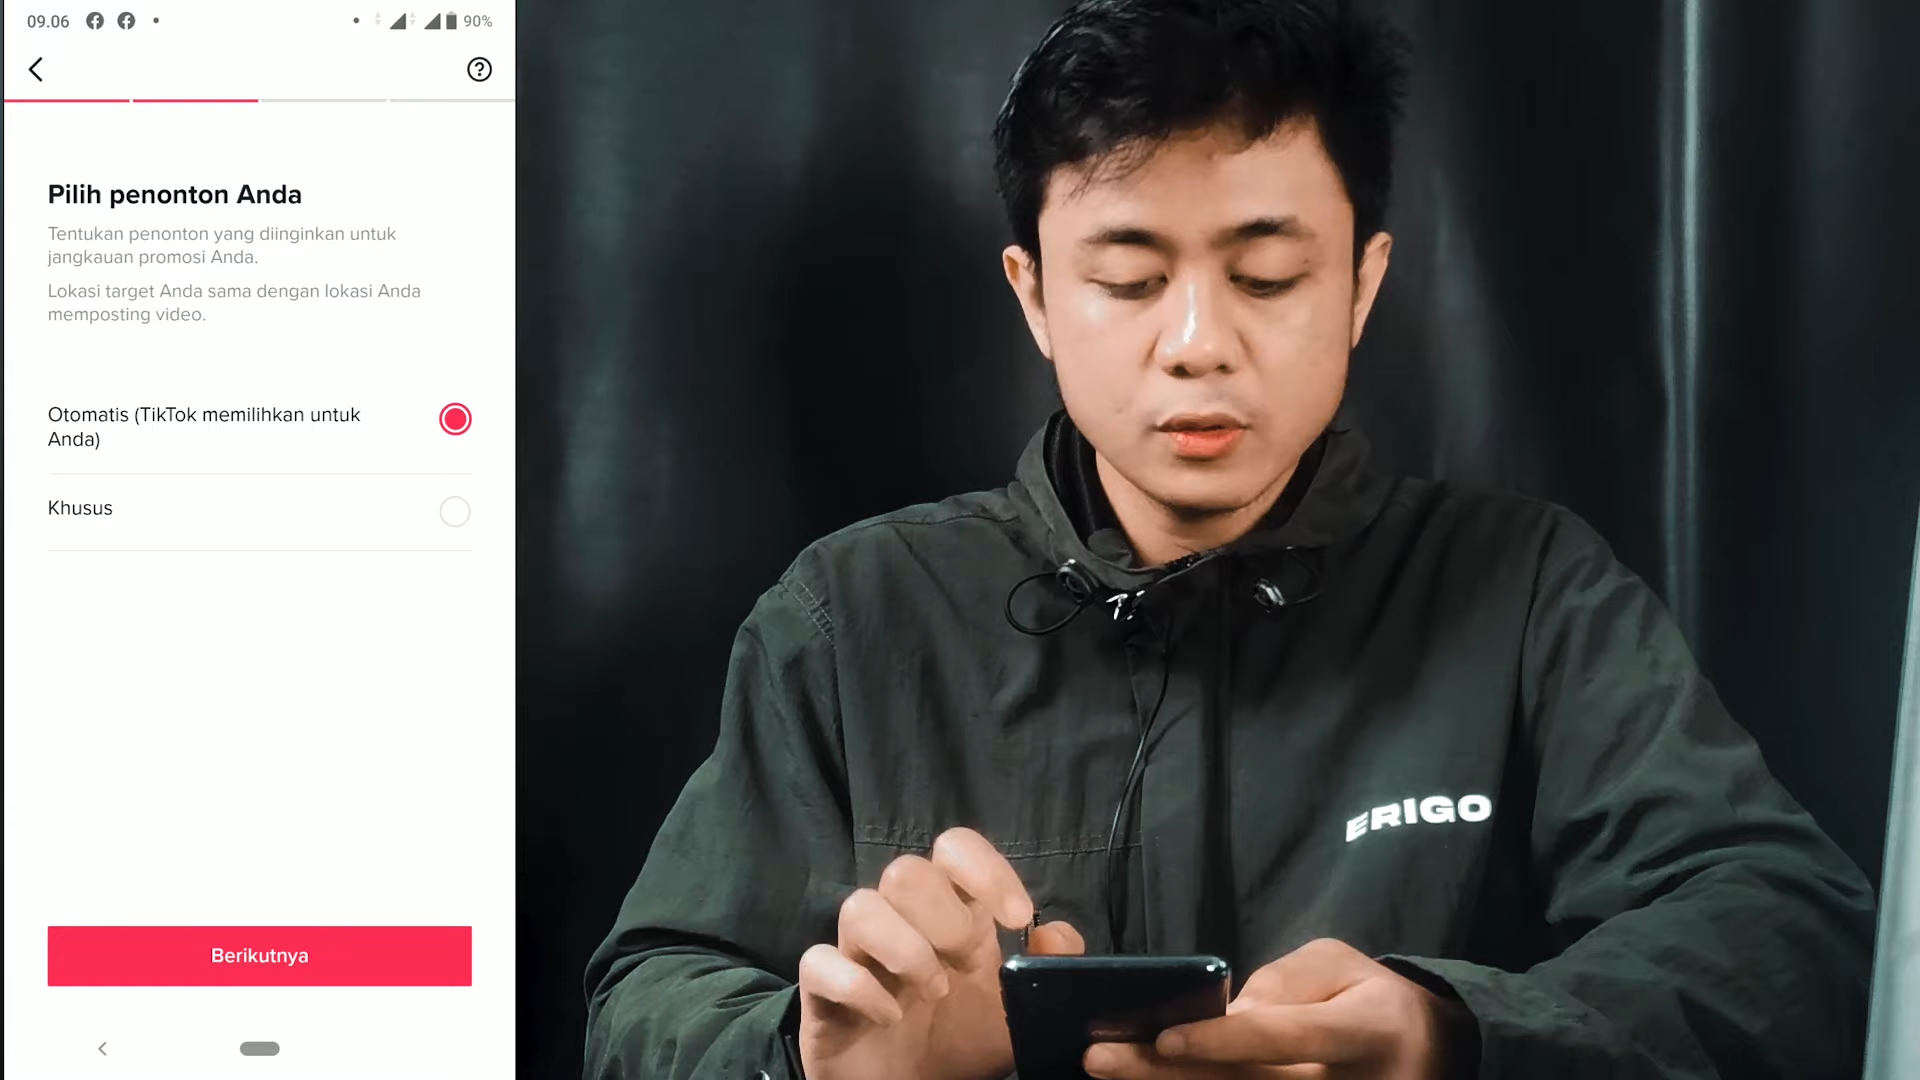 09.06
90%
Pilih penonton Anda
Tentukan penonton yang diinginkan untuk
jangkauan promosi Anda.
Lokasi target Anda sama dengan lokasi Anda
memposting video.
Otomatis (TikTok memilihkan untuk
Anda)
Khusus
Berikutnya
ERIGO